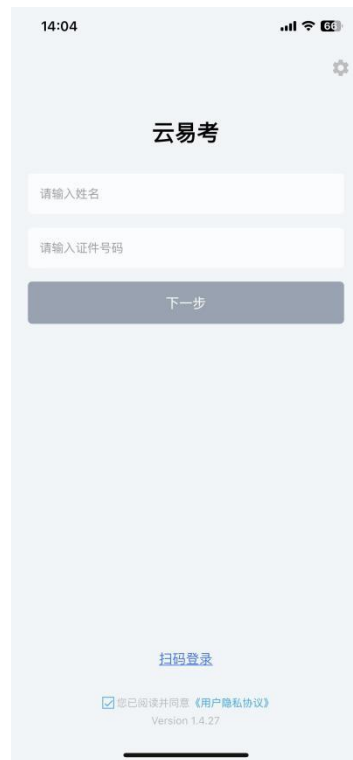 14:04
66
云易考
请输入姓名
请输入证件号码
下一步
扫码登录
您已阅读并同意《用户隐私协议》
Version 1.4.27